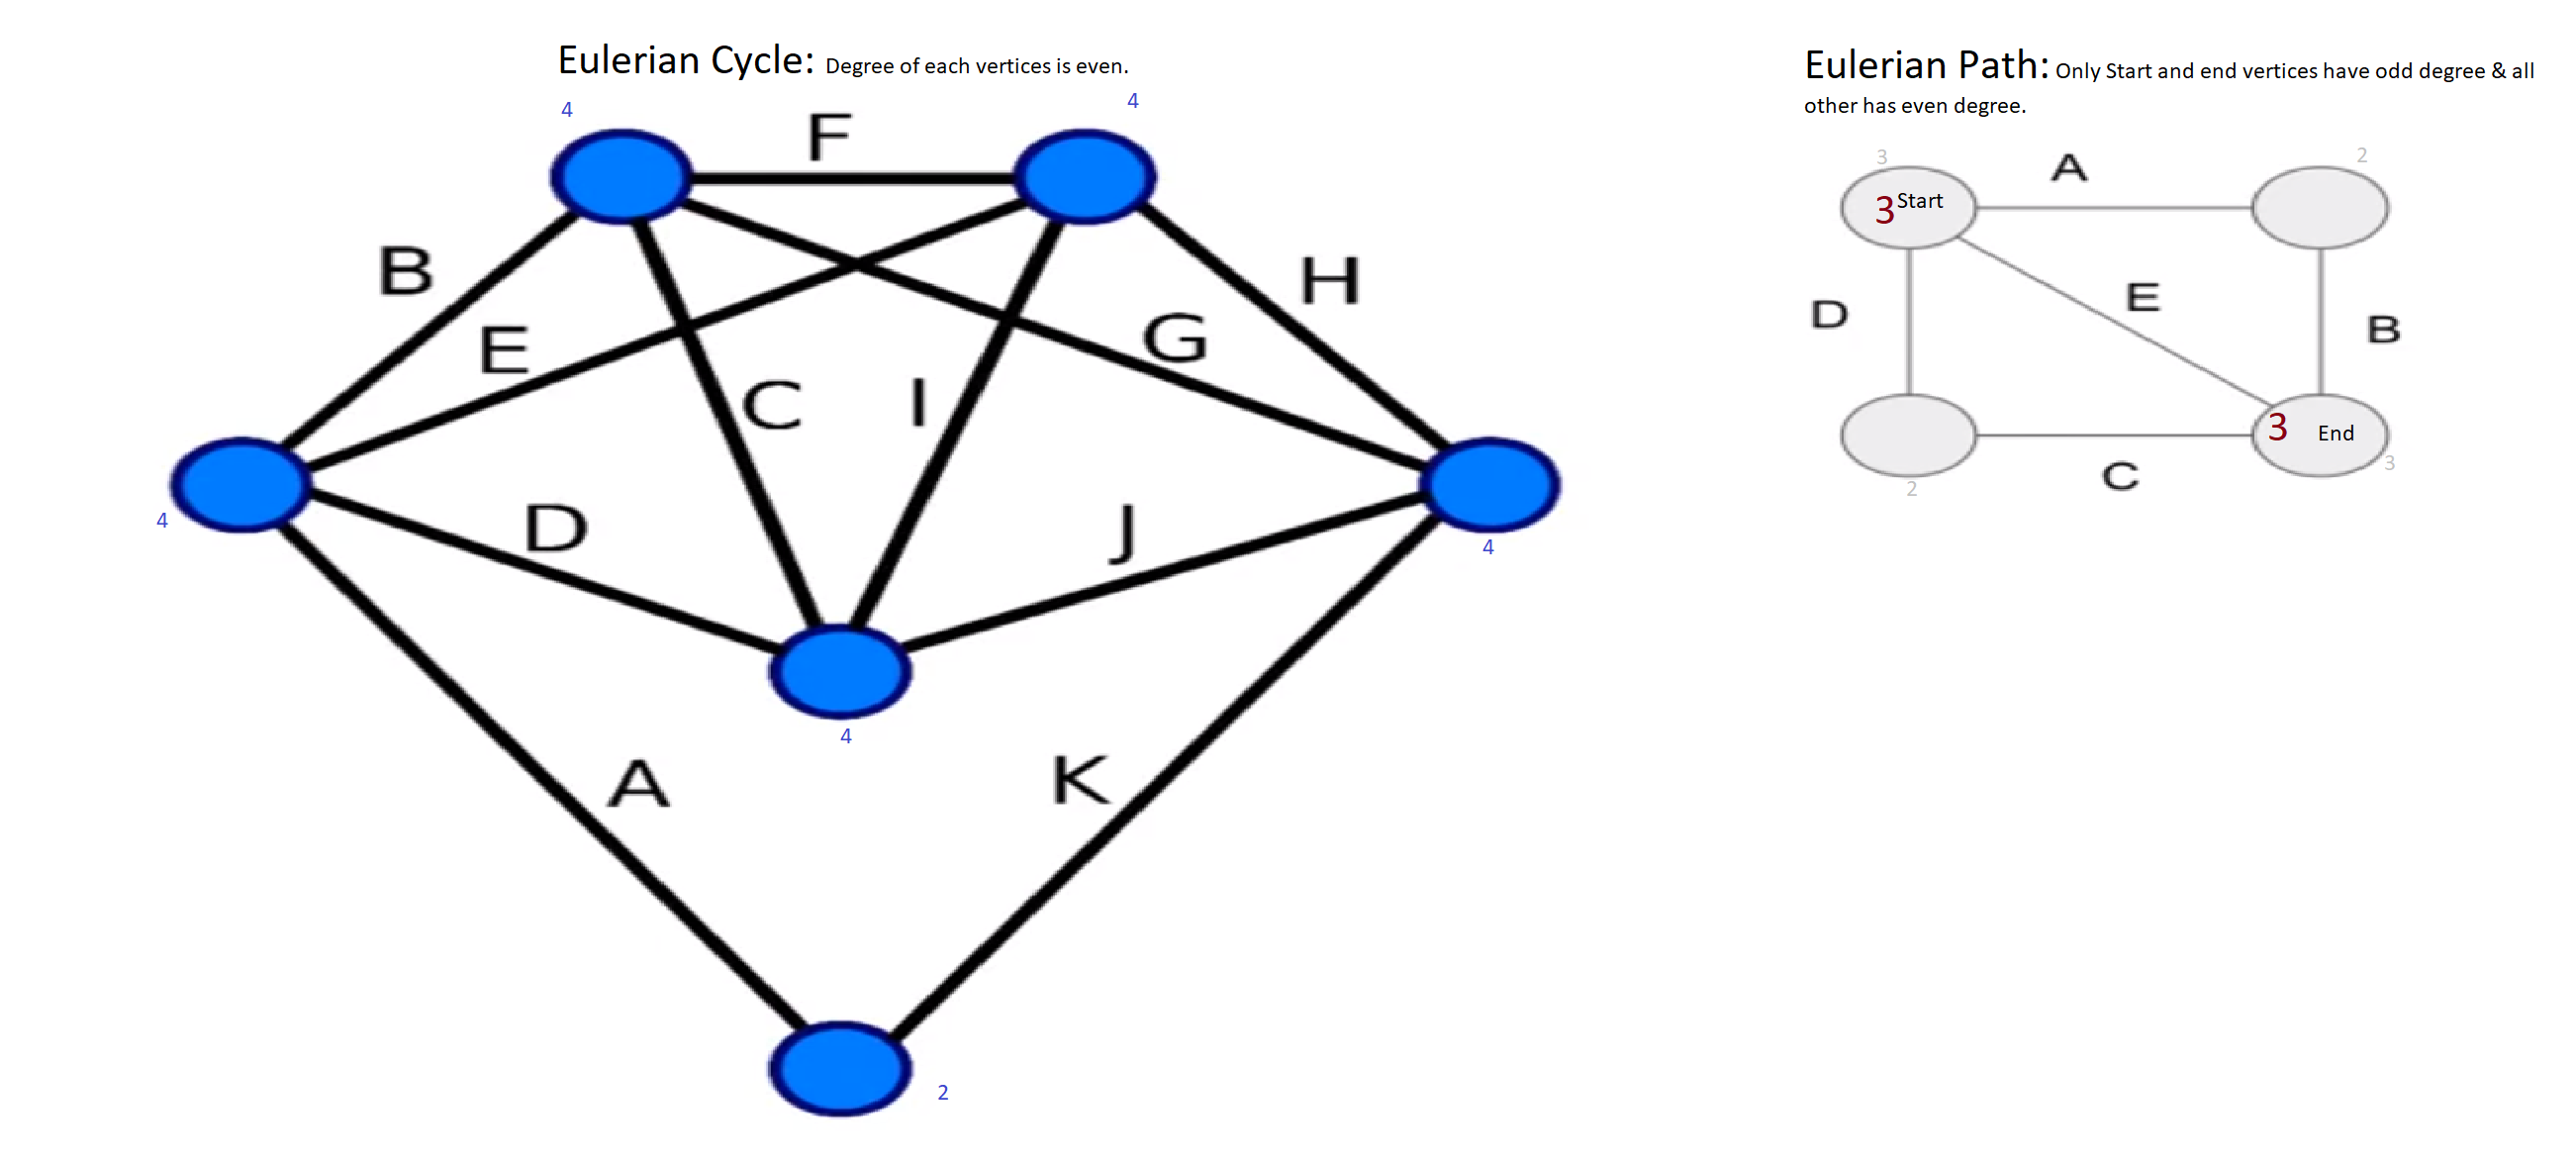 Eulerian Cycle: Degree of each vertices is even.
4
4
F
B
H
E
G
C
I
4
D
J
4
4
A
K
2
Eulerian Path: Only Start and end vertices have odd degree & all
other has even degree.
3
A
2
3 Start
E
D
B
3 End
3
C
2